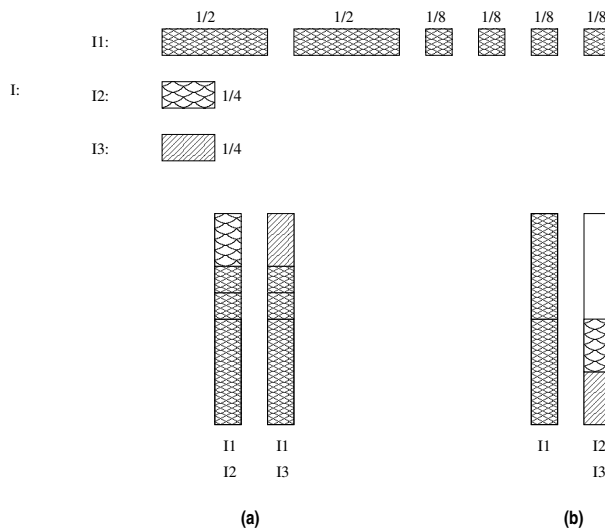 1/2 1/2 1/8 1/8 1/8 1/8
I1:
I:
I2: 1/4
I3: 1/4
I1 I1 I1 I2
I2 I3 I3
(a) (b)